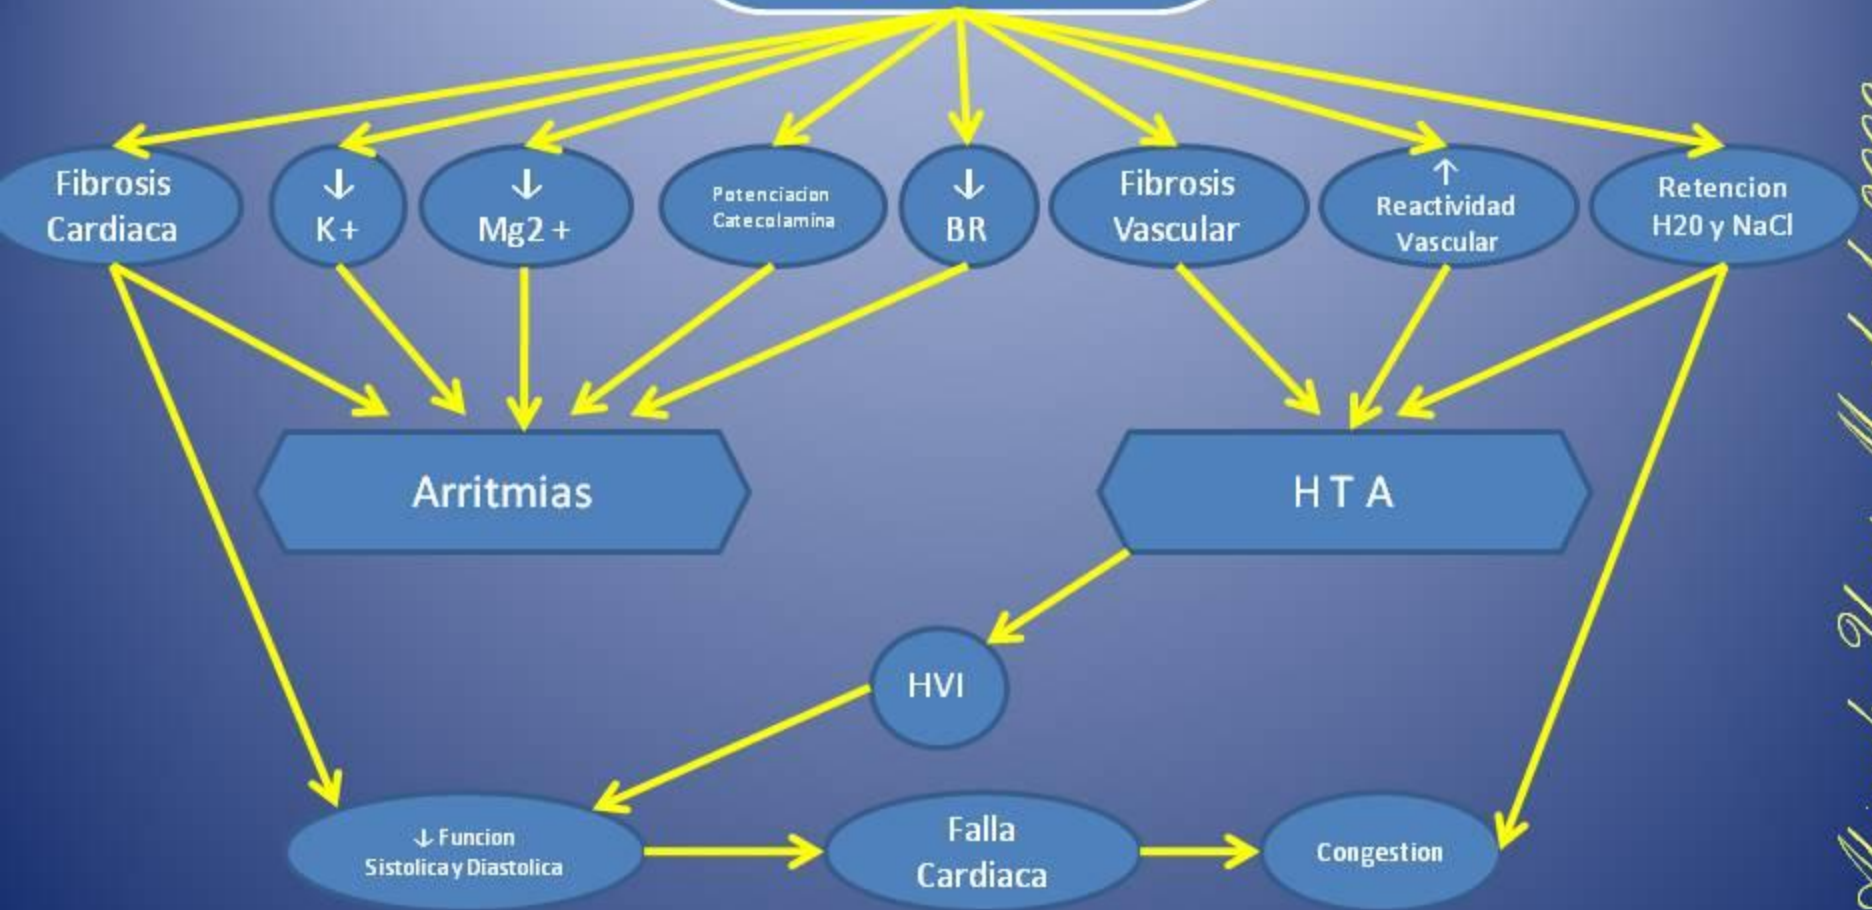 Fibrosis
Cardiaca
↓
K+
↓
Mg2 +
Potenciacion
Catecolamina
↓
BR
Fibrosis
Vascular
↑
Reactividad
Vascular
Retencion
H20 y NaCl
Arritmias
H T A
HVI
↓ Funcion
Sistolica y Diastolica
Falla
Cardiaca
Congestion